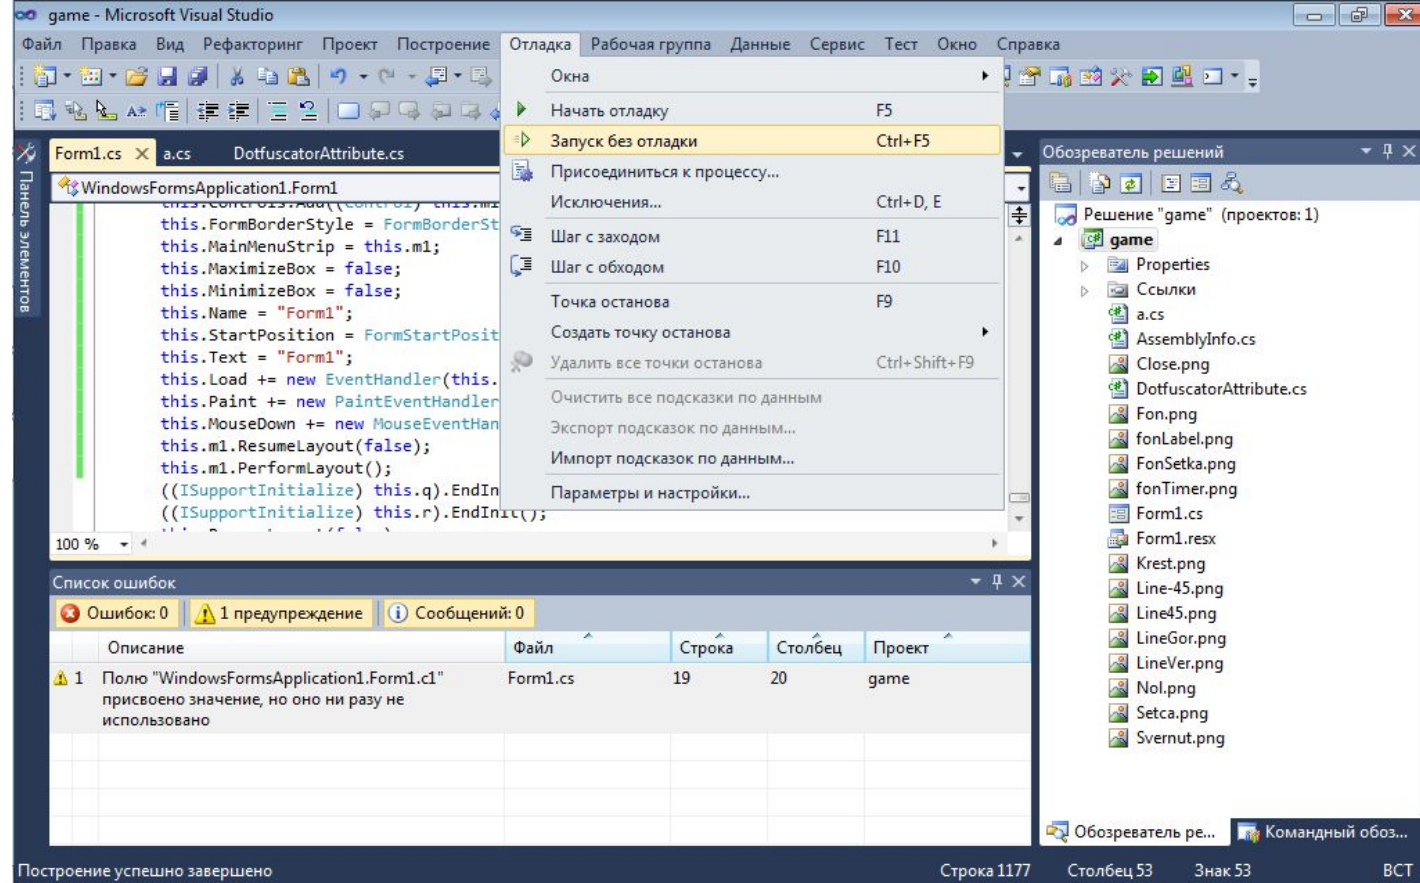 game - Microsoft Visual Studio
Файл Правка Вид Рефакторинг Проект Построение Отладка Рабочая группа Данные Сервис Тест Окно Справка
Окна
Начать отладку F5
Запуск без отладки Ctrl+F5
Присоединиться к процессу...
Исключения... Ctrl+D, E
Шаг с заходом F11
Шаг с обходом F10
Точка останова F9
Создать точку останова
Удалить все точки останова Ctrl+Shift+F9
Очистить все подсказки по данным
Экспорт подсказок по данным...
Импорт подсказок по данным...
Параметры и настройки...
Панель элементов
Form1.cs a.cs DotfuscatorAttribute.cs
WindowsFormsApplication1.Form1
this.FormBorderStyle = FormBorderSt
this.MainMenuStrip = this.m1;
this.MaximizeBox = false;
this.MinimizeBox = false;
this.Name = "Form1";
this.StartPosition = FormStartPosit
this.Text = "Form1";
this.Load += new EventHandler(this.
this.Paint += new PaintEventHandler
this.MouseDown += new MouseEventHan
this.m1.ResumeLayout(false);
this.m1.PerformLayout();
((ISupportInitialize) this.q).EndIn
((ISupportInitialize) this.r).EndInit();
100 %
Список ошибок
Ошибок: 0 1 предупреждение Сообщений: 0
Описание Файл Строка Столбец Проект
1 Полю "WindowsFormsApplication1.Form1.c1" Form1.cs 19 20 game
присвоено значение, но оно ни разу не
использовано
Обозреватель решений
Решение "game" (проектов: 1)
game
Properties
Ссылки
a.cs
AssemblyInfo.cs
Close.png
DotfuscatorAttribute.cs
Fon.png
fonLabel.png
FonSetka.png
fonTimer.png
Form1.cs
Form1.resx
Krest.png
Line-45.png
Line45.png
LineGor.png
LineVer.png
Nol.png
Setca.png
Svernut.png
Обозреватель ре... Командный обоз...
Построение успешно завершено Строка 1177 Столбец 53 Знак 53 ВСТ